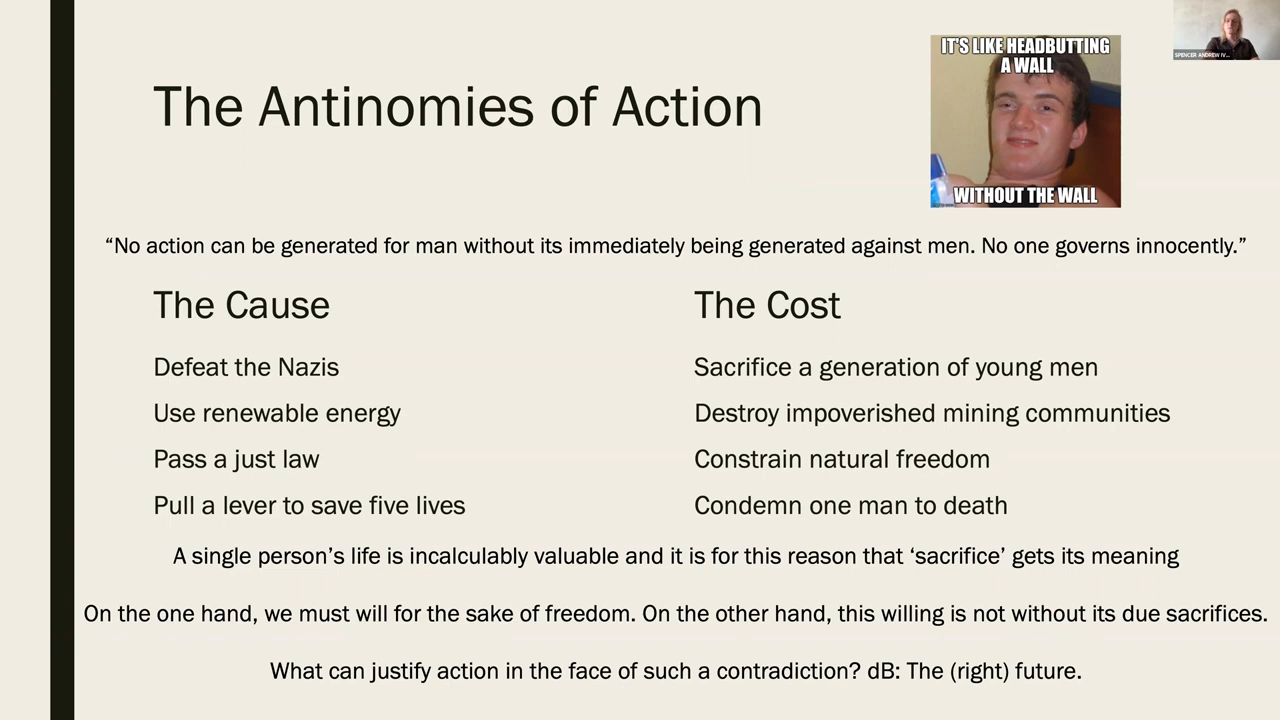 IT'S LIKE HEADBUTTING
A WALL
WITHOUT THE WALL
SPENCER ANDREW IV...
The Antinomies of Action
“No action can be generated for man without its immediately being generated against men. No one governs innocently.”
The Cause
The Cost
Defeat the Nazis
Sacrifice a generation of young men
Use renewable energy
Destroy impoverished mining communities
Pass a just law
Constrain natural freedom
Pull a lever to save five lives
Condemn one man to death
A single person’s life is incalculably valuable and it is for this reason that ‘sacrifice’ gets its meaning
On the one hand, we must will for the sake of freedom. On the other hand, this willing is not without its due sacrifices.
What can justify action in the face of such a contradiction? dB: The (right) future.